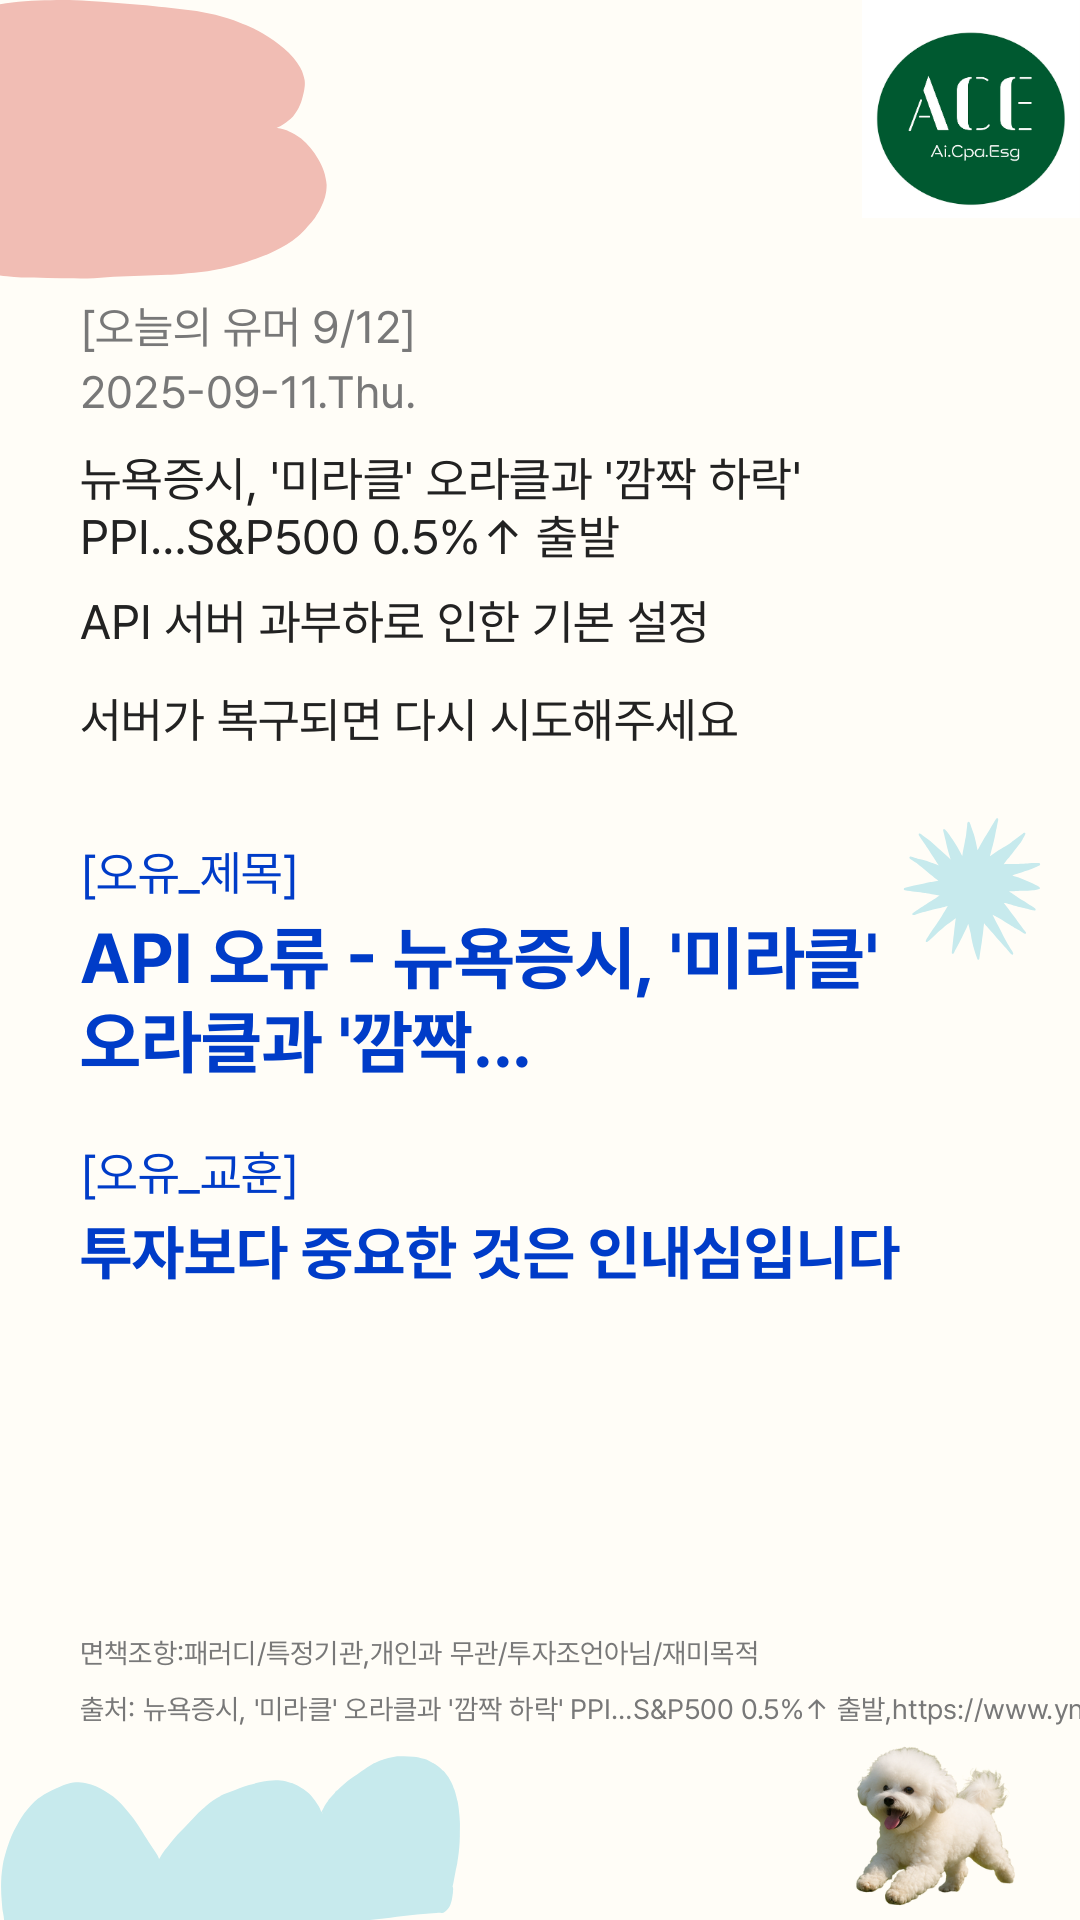 ACE
Ai.Cpa.Esg
[오늘의 유머 9/12]
2025-09-11.Thu.
뉴욕증시, '미라클' 오라클과 '깜짝 하락'
PPI...S&P500 0.5%↑ 출발
API 서버 과부하로 인한 기본 설정
서버가 복구되면 다시 시도해주세요
[오유_제목]
API 오류 - 뉴욕증시, '미라클'
오라클과 '깜짝...
[오유_교훈]
투자보다 중요한 것은 인내심입니다
면책조항:패러디/특정기관,개인과 무관/투자조언아님/재미목적
출처: 뉴욕증시, '미라클' 오라클과 '깜짝 하락' PPI...S&P500 0.5%↑ 출발,https://www.yn